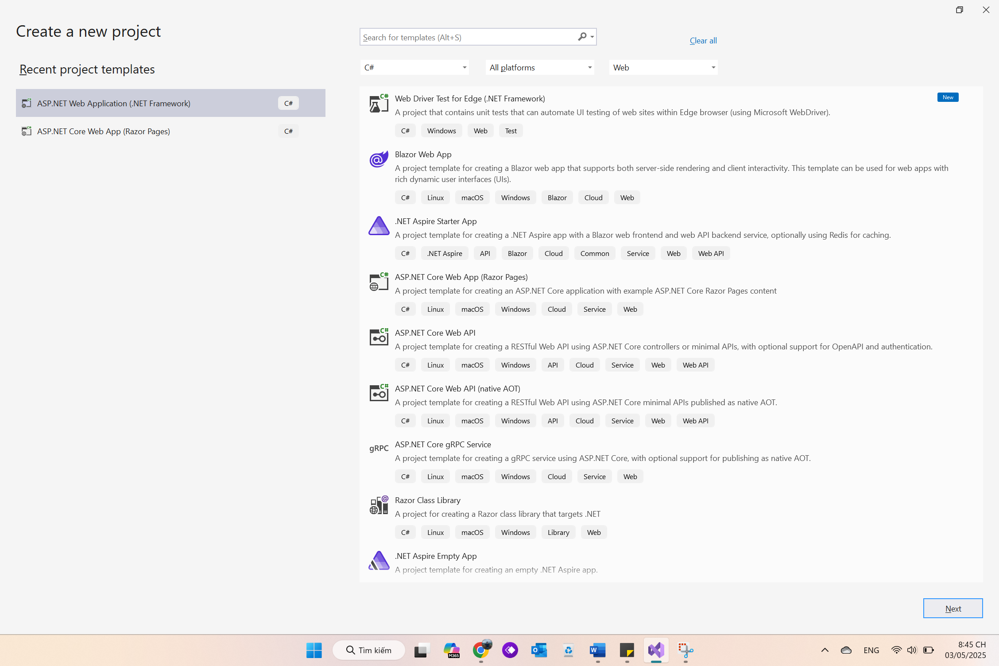 Create a new project
Recent project templates
ASP.NET Web Application (.NET Framework) C#
ASP.NET Core Web App (Razor Pages) C#
Search for templates (Alt+S)
Clear all
C# All platforms Web
Web Driver Test for Edge (.NET Framework) New
A project that contains unit tests that can automate UI testing of web sites within Edge browser (using Microsoft WebDriver).
C# Windows Web Test
Blazor Web App
A project template for creating a Blazor web app that supports both server-side rendering and client interactivity. This template can be used for web apps with
rich dynamic user interfaces (UIs).
C# Linux macOS Windows Blazor Cloud Web
.NET Aspire Starter App
A project template for creating a .NET Aspire app with a Blazor web frontend and web API backend service, optionally using Redis for caching.
C# .NET Aspire API Blazor Cloud Common Service Web Web API
C#
ASP.NET Core Web App (Razor Pages)
A project template for creating an ASP.NET Core application with example ASP.NET Core Razor Pages content
C# Linux macOS Windows Cloud Service Web
C#
ASP.NET Core Web API
A project template for creating a RESTful Web API using ASP.NET Core controllers or minimal APIs, with optional support for OpenAPI and authentication.
C# Linux macOS Windows API Cloud Service Web Web API
C#
ASP.NET Core Web API (native AOT)
A project template for creating a RESTful Web API using ASP.NET Core minimal APIs published as native AOT.
C# Linux macOS Windows API Cloud Service Web Web API
gRPC ASP.NET Core gRPC Service
A project template for creating a gRPC service using ASP.NET Core, with optional support for publishing as native AOT.
C# Linux macOS Windows Cloud Service Web
Razor Class Library
A project for creating a Razor class library that targets .NET
C# Linux macOS Windows Library Web
.NET Aspire Empty App
A project template for creating an empty .NET Aspire app.
Next
Tìm kiếm
M365
ENG
8:45 CH
03/05/2025